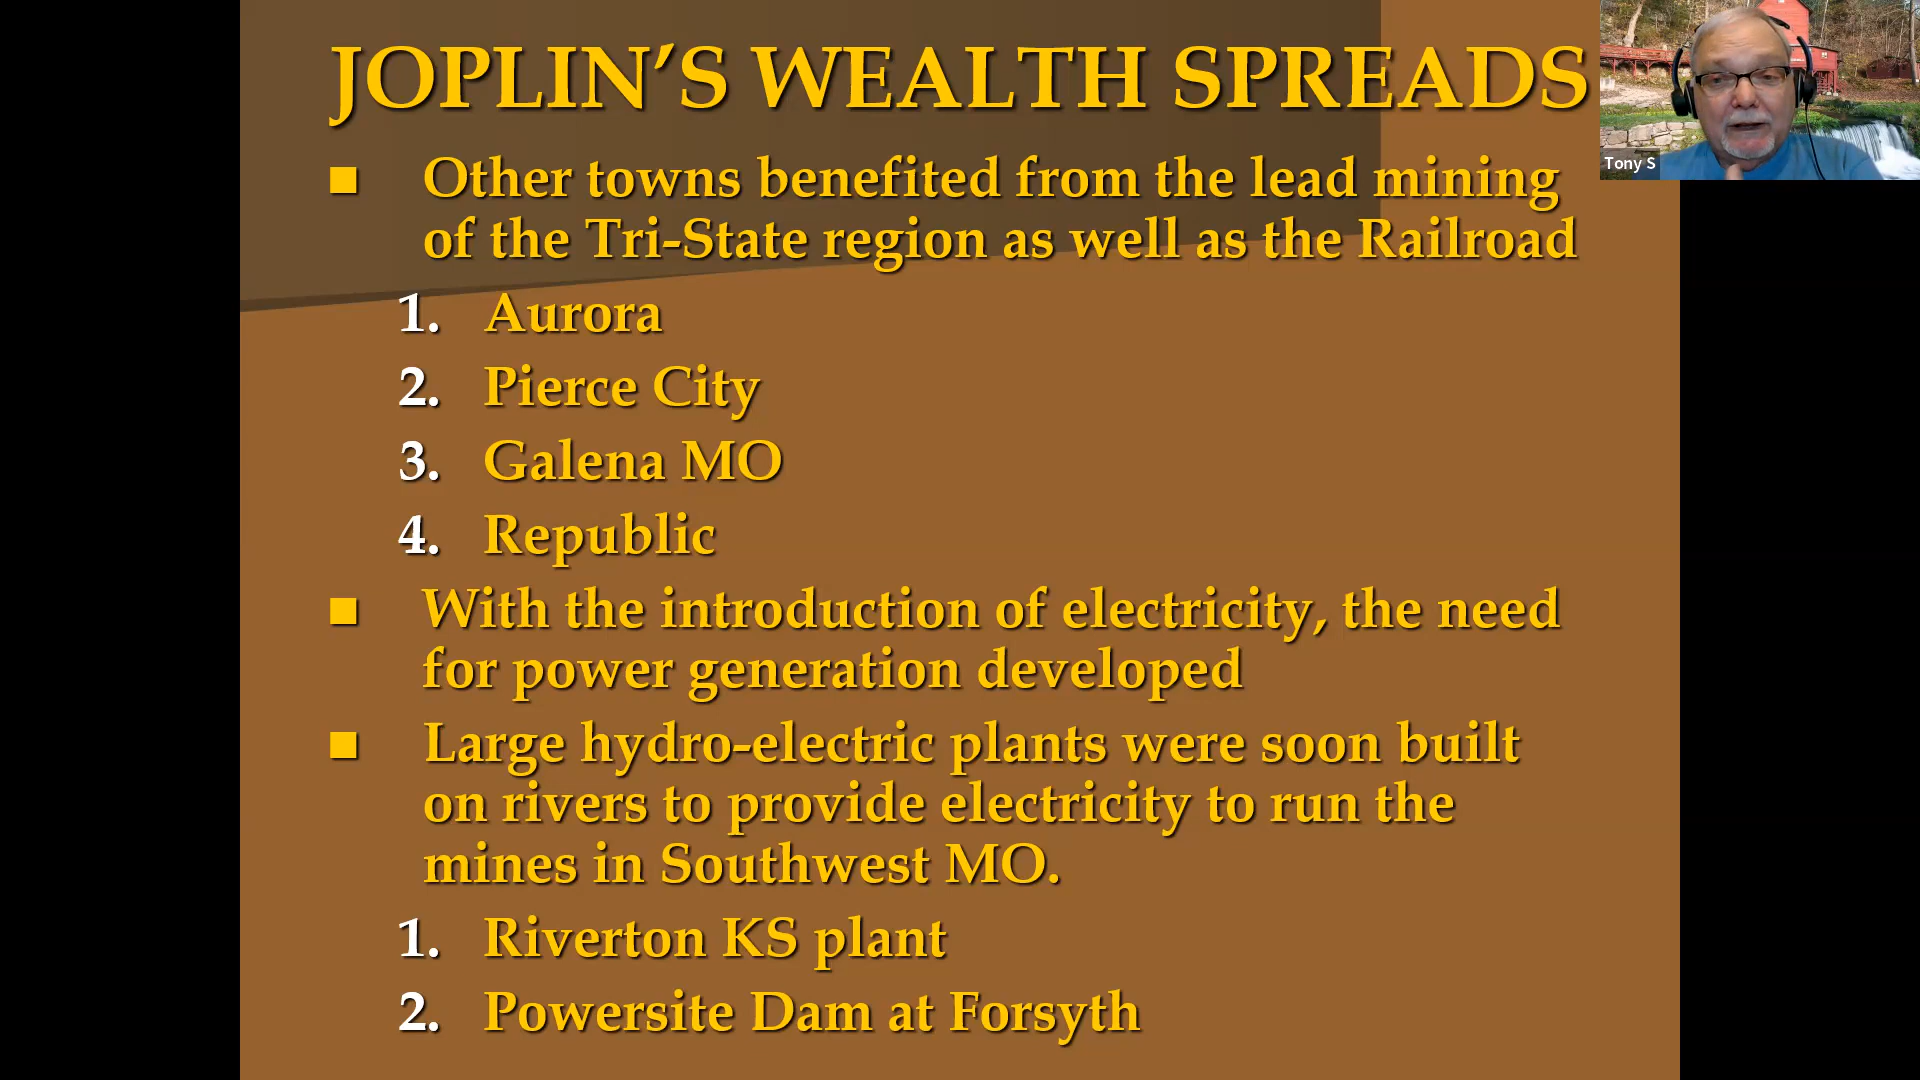 JOPLIN’S WEALTH SPREADS
Tony S
■ Other towns benefited from the lead mining
of the Tri-State region as well as the Railroad
1. Aurora
2. Pierce City
3. Galena MO
4. Republic
■ With the introduction of electricity, the need
for power generation developed
■ Large hydro-electric plants were soon built
on rivers to provide electricity to run the
mines in Southwest MO.
1. Riverton KS plant
2. Powersite Dam at Forsyth